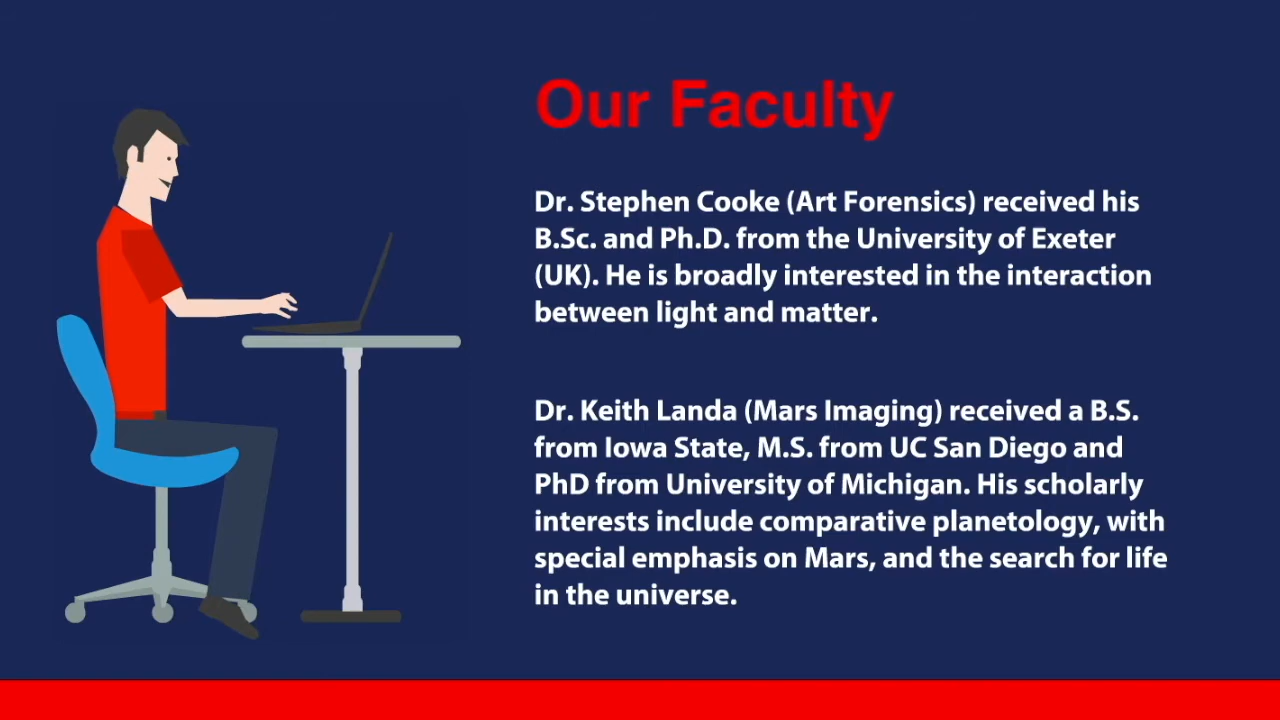 Our Faculty
Dr. Stephen Cooke (Art Forensics) received his
B.Sc. and Ph.D. from the University of Exeter
(UK). He is broadly interested in the interaction
between light and matter.
Dr. Keith Landa (Mars Imaging) received a B.S.
from Iowa State, M.S. from UC San Diego and
PhD from University of Michigan. His scholarly
interests include comparative planetology, with
special emphasis on Mars, and the search for life
in the universe.